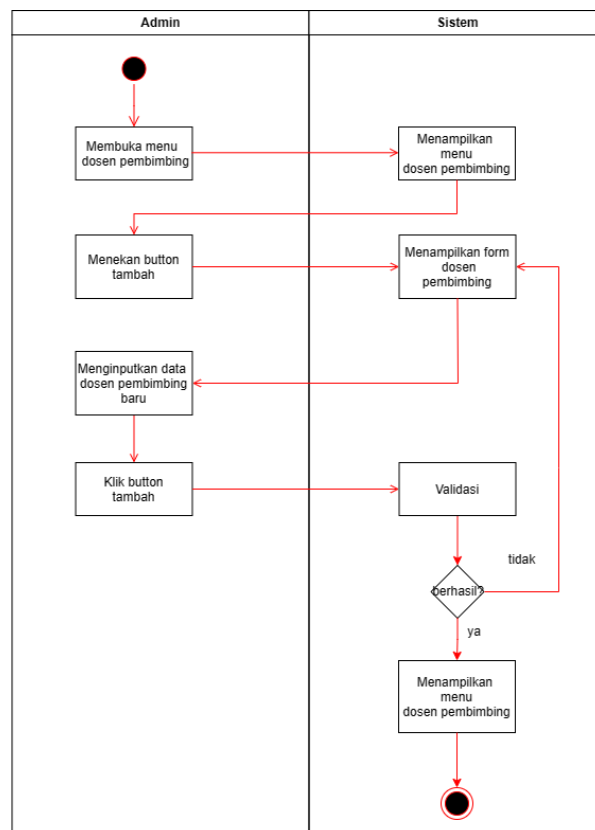 Admin
Sistem
Membuka menu
dosen pembimbing
Menampilkan
menu
dosen pembimbing
Menekan button
tambah
Menampilkan form
dosen
pembimbing
Menginputkan data
dosen pembimbing
baru
Klik button
tambah
Validasi
berhasil?
tidak
ya
Menampilkan
menu
dosen pembimbing